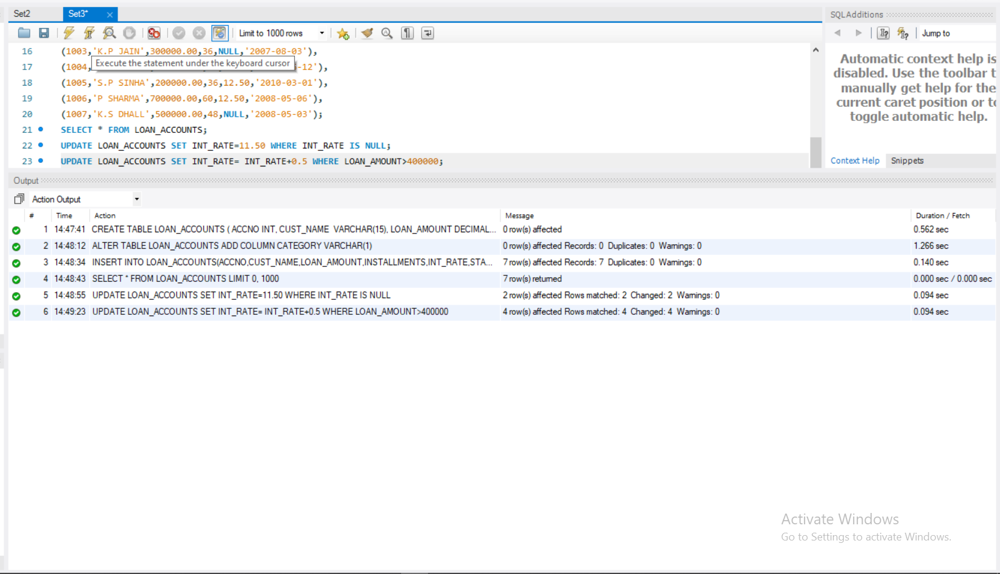 Set2 Set3*
Limit to 1000 rows
16 (1003,'K.P JAIN',300000.00,36,NULL,'2007-08-03'),
Execute the statement under the keyboard cursor
17 (1004, -12'),
18 (1005,'S.P SINHA',200000.00,36,12.50,'2010-03-01'),
19 (1006,'P SHARMA',700000.00,60,12.50,'2008-05-06'),
20 (1007,'K.S DHALL',500000.00,48,NULL,'2008-05-03');
21 SELECT * FROM LOAN_ACCOUNTS;
22 UPDATE LOAN_ACCOUNTS SET INT_RATE=11.50 WHERE INT_RATE IS NULL;
23 UPDATE LOAN_ACCOUNTS SET INT_RATE= INT_RATE+0.5 WHERE LOAN_AMOUNT>400000;
SQLAdditions
Jump to
Automatic context help is
disabled. Use the toolbar t
manually get help for the
current caret position or to
toggle automatic help.
Context Help Snippets
Output
Action Output
# Time Action Message Duration / Fetch
1 14:47:41 CREATE TABLE LOAN_ACCOUNTS ( ACCNO INT, CUST_NAME VARCHAR(15), LOAN_AMOUNT DECIMAL... 0 row(s) affected 0.562 sec
2 14:48:12 ALTER TABLE LOAN_ACCOUNTS ADD COLUMN CATEGORY VARCHAR(1) 0 row(s) affected Records: 0 Duplicates: 0 Warnings: 0 1.266 sec
3 14:48:34 INSERT INTO LOAN_ACCOUNTS(ACCNO,CUST_NAME,LOAN_AMOUNT,INSTALLMENTS,INT_RATE,STA... 7 row(s) affected Records: 7 Duplicates: 0 Warnings: 0 0.140 sec
4 14:48:43 SELECT * FROM LOAN_ACCOUNTS LIMIT 0, 1000 7 row(s) returned 0.000 sec / 0.000 sec
5 14:48:55 UPDATE LOAN_ACCOUNTS SET INT_RATE=11.50 WHERE INT_RATE IS NULL 2 row(s) affected Rows matched: 2 Changed: 2 Warnings: 0 0.094 sec
6 14:49:23 UPDATE LOAN_ACCOUNTS SET INT_RATE= INT_RATE+0.5 WHERE LOAN_AMOUNT>400000 4 row(s) affected Rows matched: 4 Changed: 4 Warnings: 0 0.094 sec
Activate Windows
Go to Settings to activate Windows.